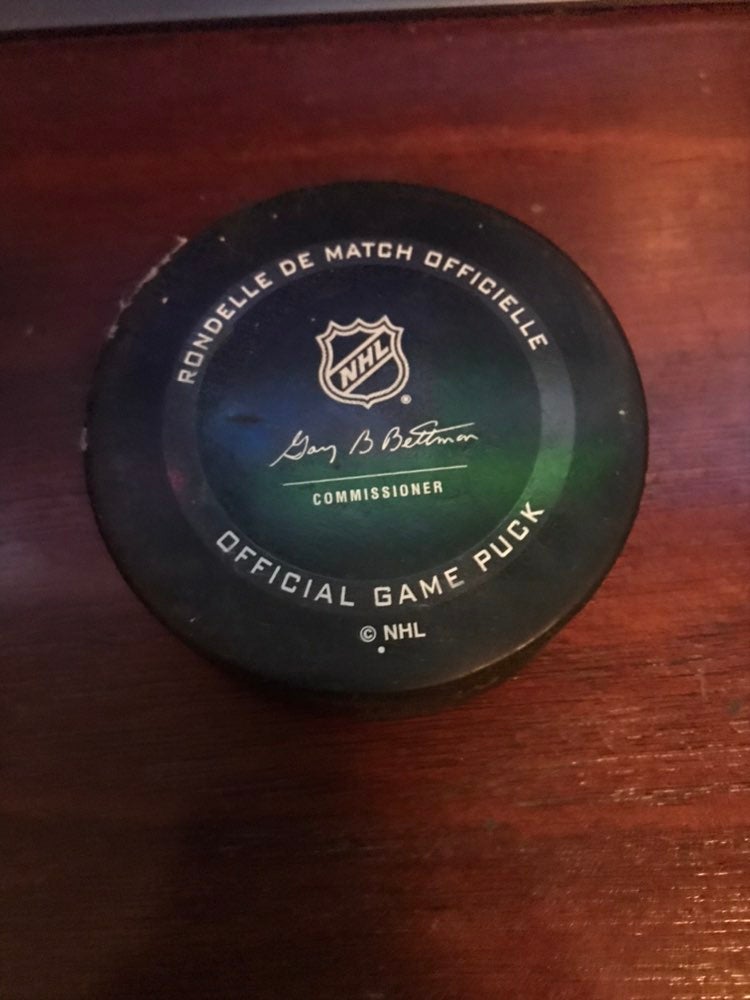 RONDELLE DE MATCH OFFICIELLE
NHL
®
Gary B Bettman
COMMISSIONER
OFFICIAL GAME PUCK
© NHL